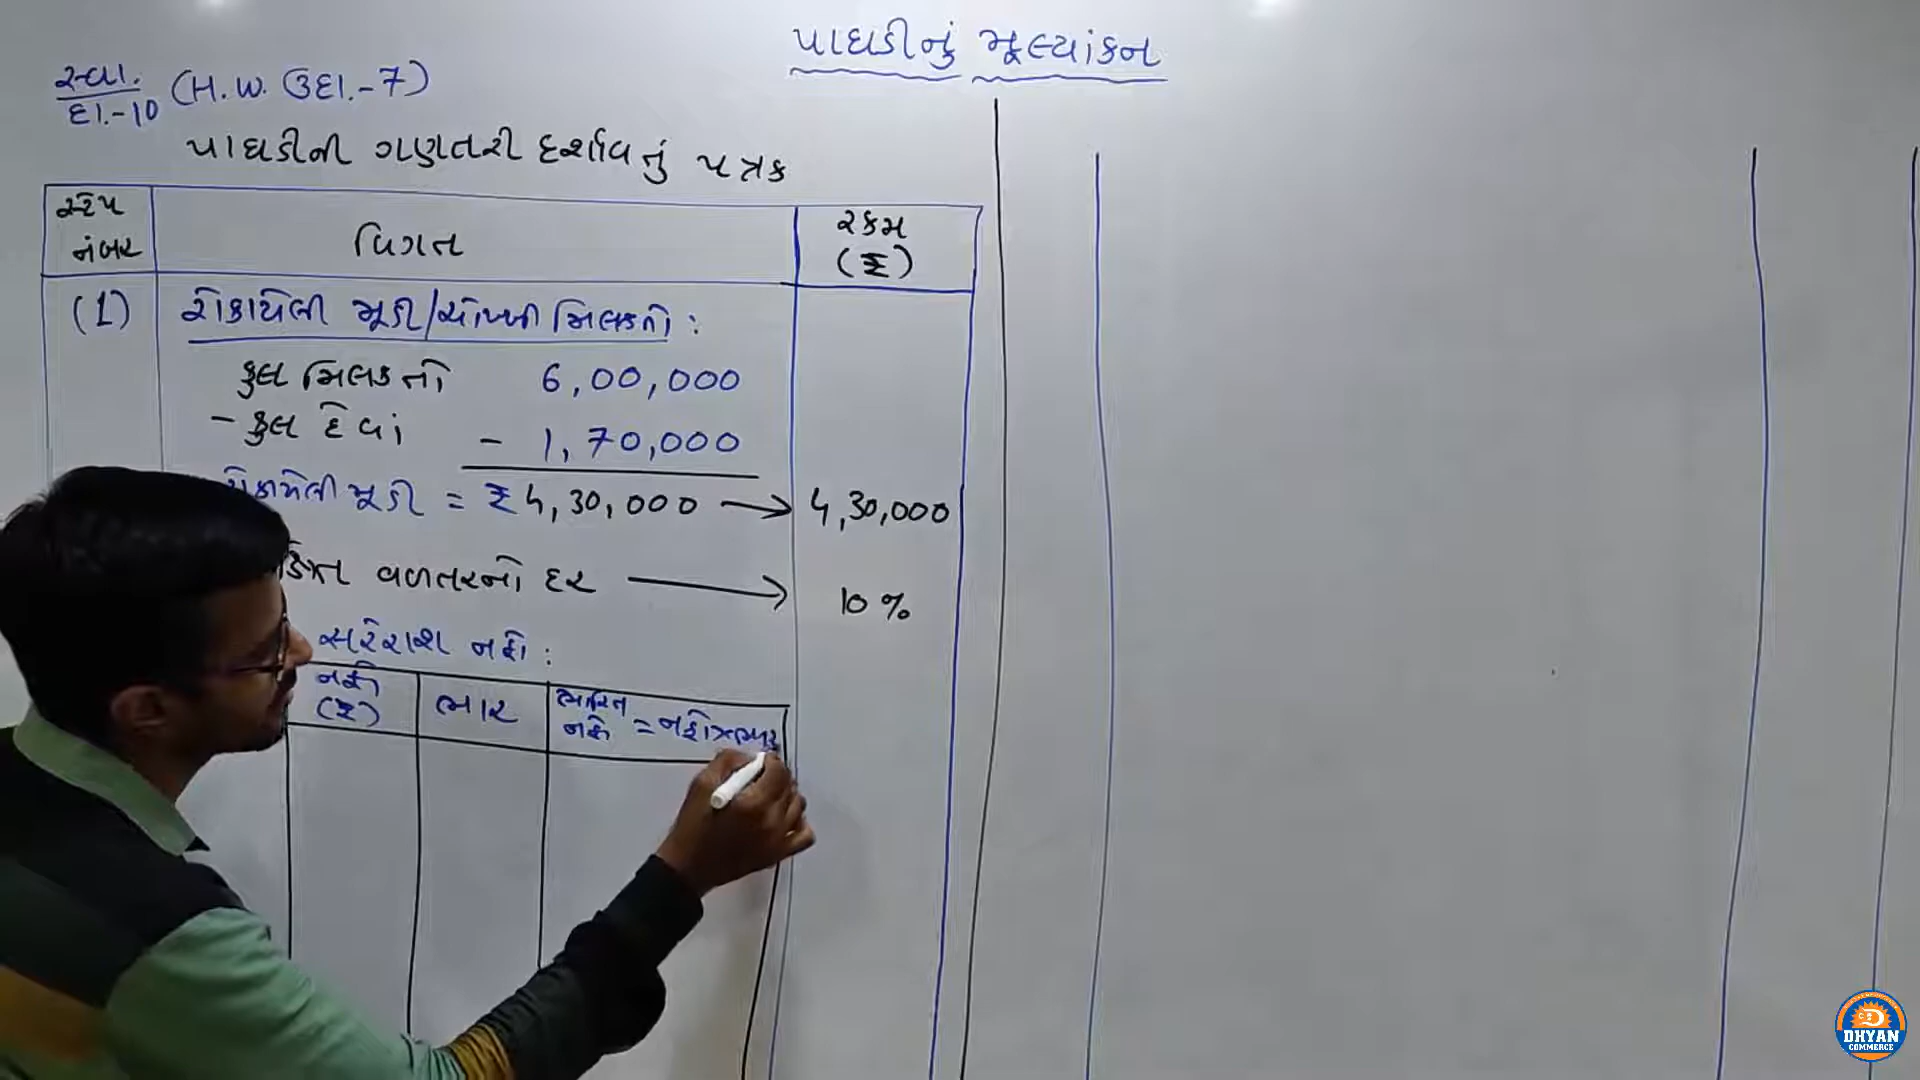 પાઘડીનું મૂલ્યાંકન
સ્વા.
દા.-10 (H.W. ઉદા.-7)
પાઘડીની ગણતરી દર્શાવતું પત્રક
સ્ટેપ નંબર
વિગત
રકમ (₹)
(1)
રોકાયેલી મૂડી/ચોખ્ખી મિલકતો :
કુલ મિલકતો 6,00,000
- કુલ દેવાં - 1,70,000
રોકાયેલી મૂડી = ₹ 4,30,000 → 4,30,000
વળતરનો દર → 10 %
સરેરાશ નફો :
નફો (₹)
ભાર
ભારિત નફો = નફો × ભાર
DHYAN
COMMERCE